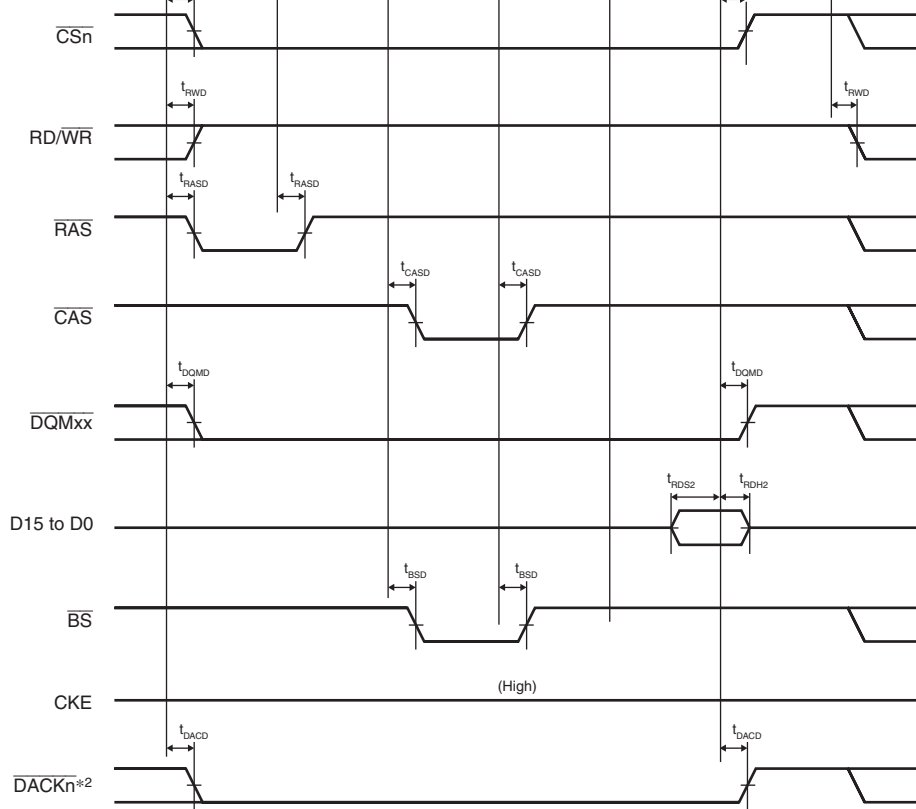 CSn
tRWD tRWD
RD/WR
tRASD tRASD
RAS
tCASD tCASD
CAS
tDQMD tDQMD
DQMxx
tRDS2 tRDH2
D15 to D0
tBSD tBSD
BS
(High)
CKE
tDACD tDACD
DACKn*2